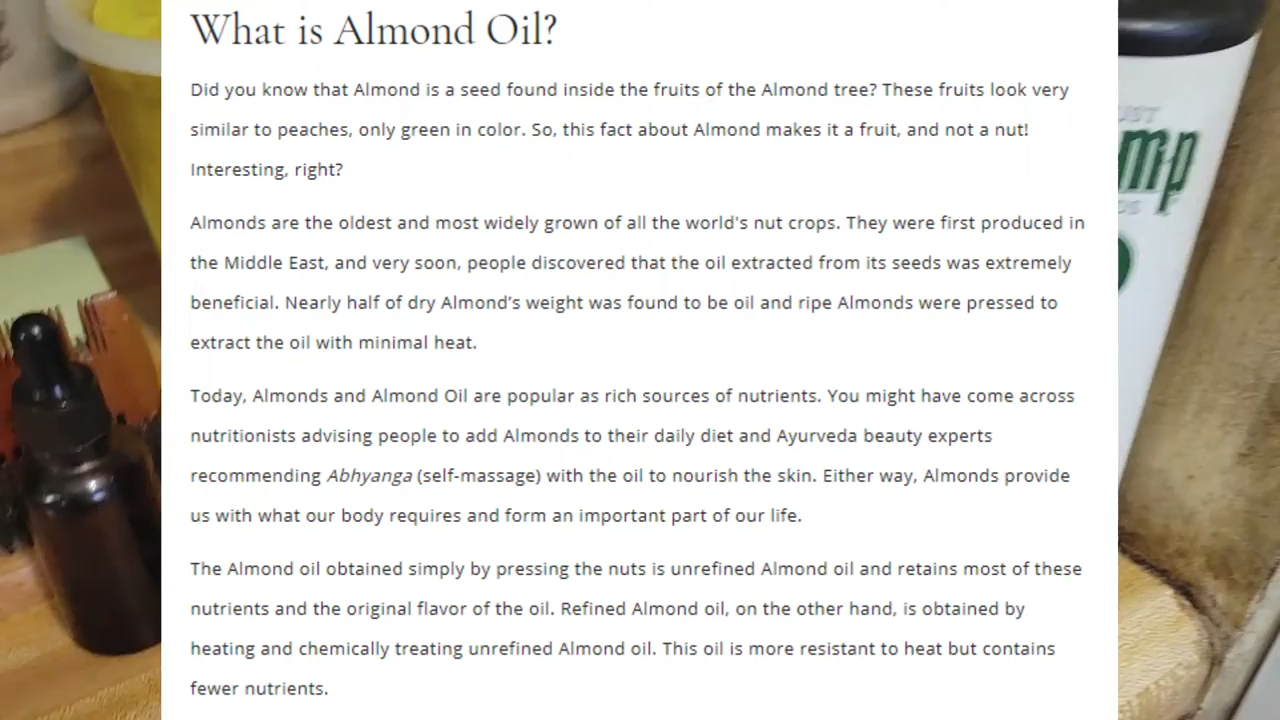 What is Almond Oil?
Did you know that Almond is a seed found inside the fruits of the Almond tree? These fruits look very
similar to peaches, only green in color. So, this fact about Almond makes it a fruit, and not a nut!
Interesting, right?
Almonds are the oldest and most widely grown of all the world's nut crops. They were first produced in
the Middle East, and very soon, people discovered that the oil extracted from its seeds was extremely
beneficial. Nearly half of dry Almond’s weight was found to be oil and ripe Almonds were pressed to
extract the oil with minimal heat.
Today, Almonds and Almond Oil are popular as rich sources of nutrients. You might have come across
nutritionists advising people to add Almonds to their daily diet and Ayurveda beauty experts
recommending Abhyanga (self-massage) with the oil to nourish the skin. Either way, Almonds provide
us with what our body requires and form an important part of our life.
The Almond oil obtained simply by pressing the nuts is unrefined Almond oil and retains most of these
nutrients and the original flavor of the oil. Refined Almond oil, on the other hand, is obtained by
heating and chemically treating unrefined Almond oil. This oil is more resistant to heat but contains
fewer nutrients.